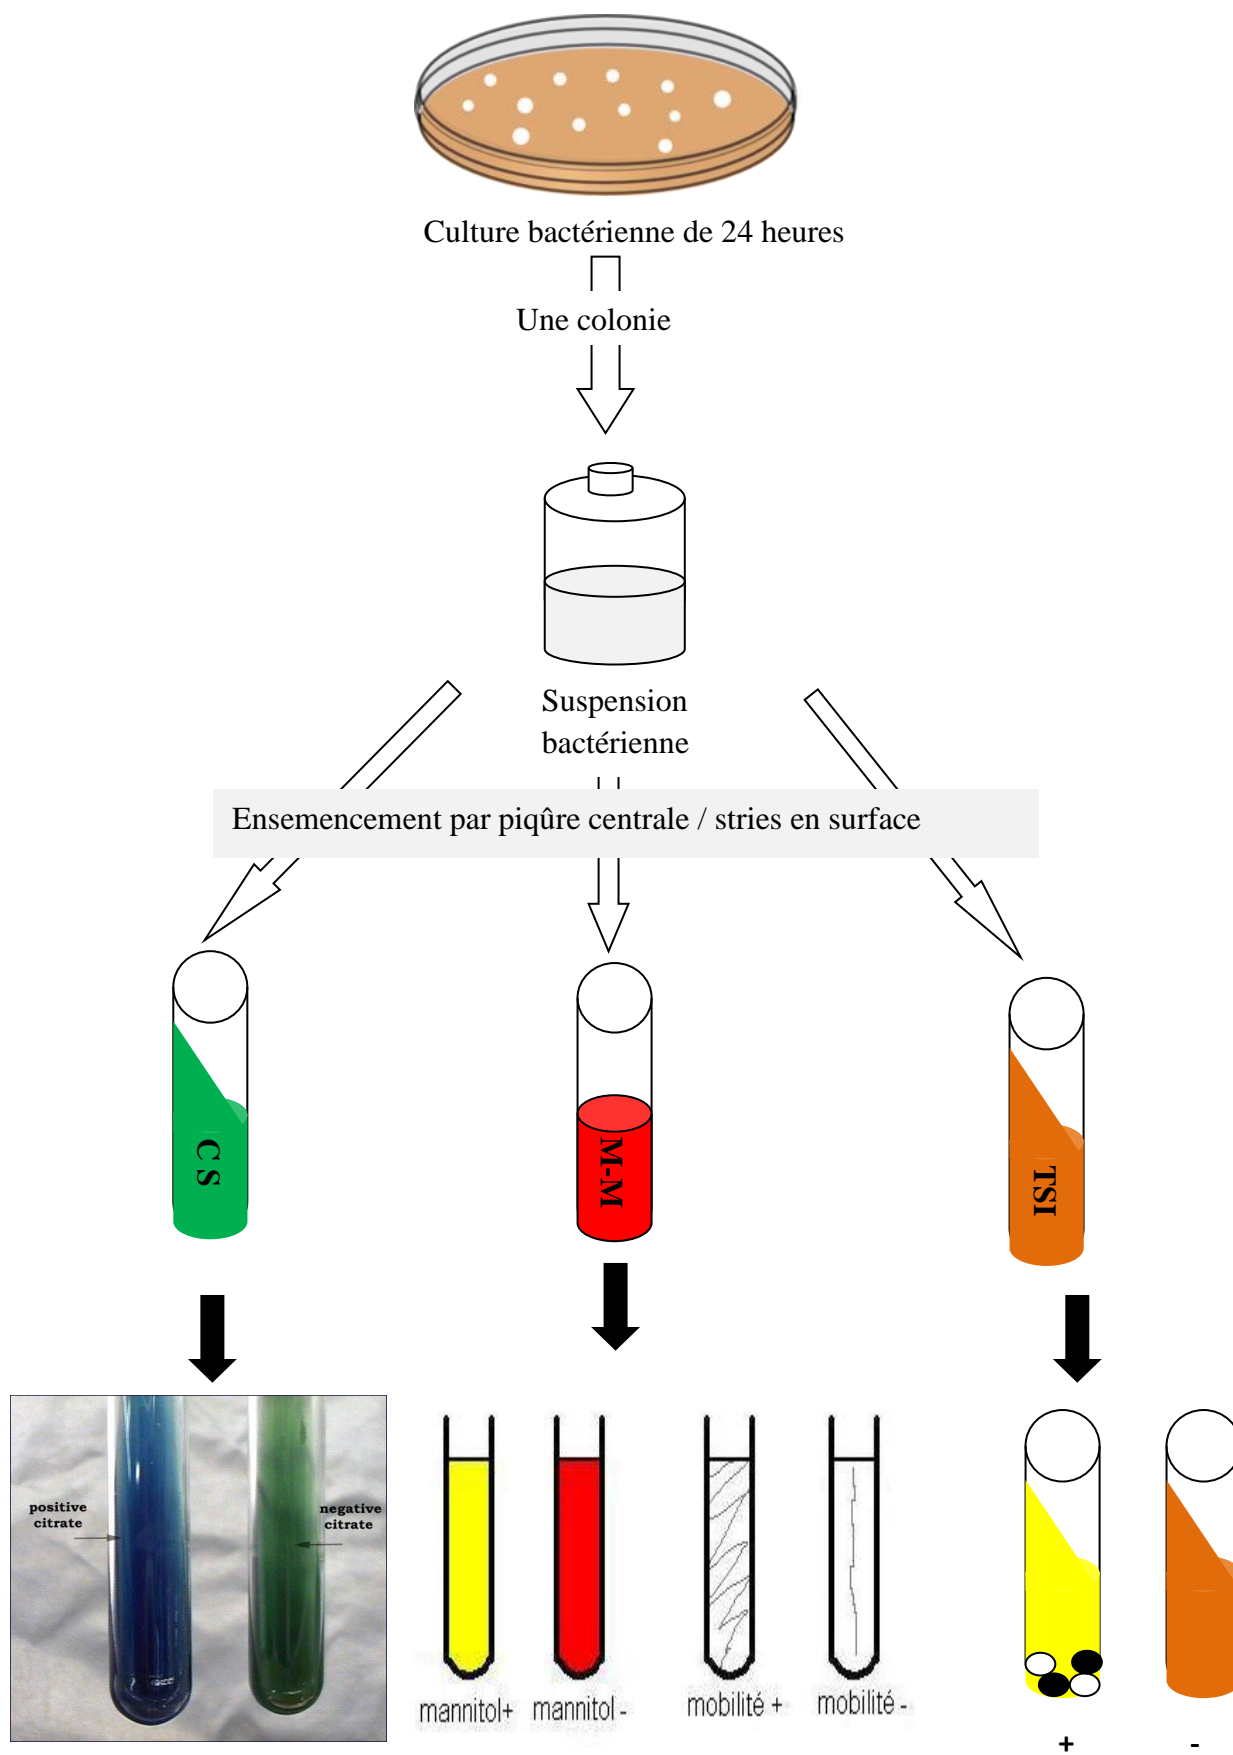 Culture bactérienne de 24 heures
Une colonie
Suspension
bactérienne
Ensemencement par piqûre centrale / stries en surface
C S
M-M
TSI
positive
citrate
negative
citrate
mannitol+
mannitol -
mobilité +
mobilité -
+
-